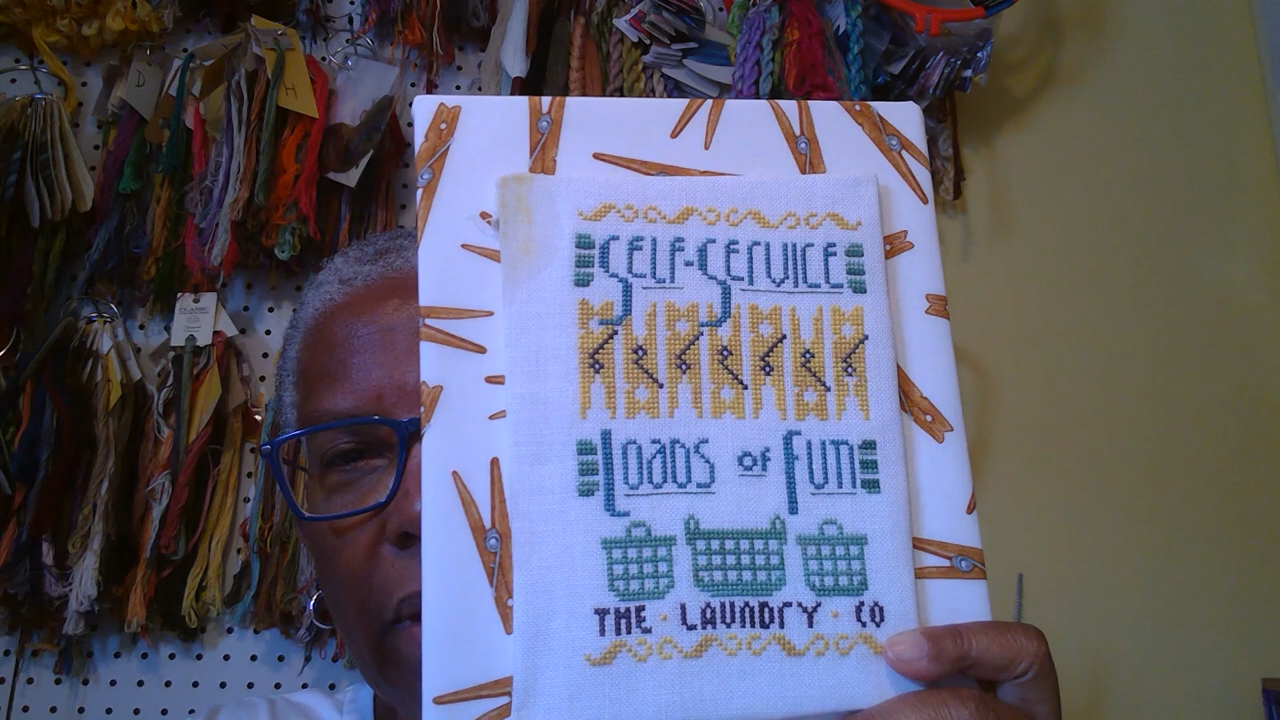 D
H
SELF-SERVICE
LOADS OF FUN
THE · LAUNDRY · CO